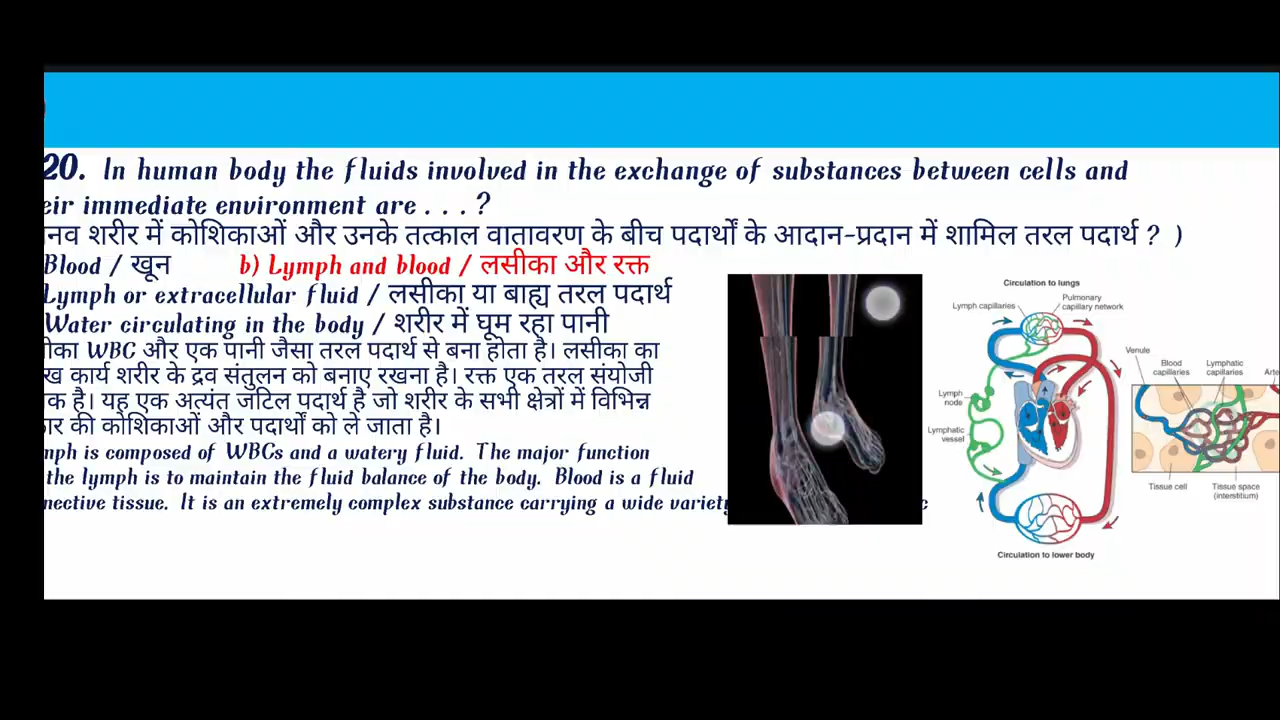 20. In human body the fluids involved in the exchange of substances between cells and
eir immediate environment are . . . ?
नव शरीर में कोशिकाओं और उनके तत्काल वातावरण के बीच पदार्थों के आदान-प्रदान में शामिल तरल पदार्थ ? )
Blood / खून b) Lymph and blood / लसीका और रक्त
Lymph or extracellular fluid / लसीका या बाह्य तरल पदार्थ
Water circulating in the body / शरीर में घूम रहा पानी
ीका WBC और एक पानी जैसा तरल पदार्थ से बना होता है। लसीका का
ख कार्य शरीर के द्रव संतुलन को बनाए रखना है। रक्त एक तरल संयोजी
क है। यह एक अत्यंत जटिल पदार्थ है जो शरीर के सभी क्षेत्रों में विभिन्न
ार की कोशिकाओं और पदार्थों को ले जाता है।
mph is composed of WBCs and a watery fluid. The major function
the lymph is to maintain the fluid balance of the body. Blood is a fluid
nective tissue. It is an extremely complex substance carrying a wide variety c
Circulation to lungs
Lymph capillaries
Pulmonary
capillary network
Lymph
node
Lymphatic
vessel
Circulation to lower body
Venule
Blood
capillaries
Lymphatic
capillaries
Arte
Tissue cell
Tissue space
(interstitium)